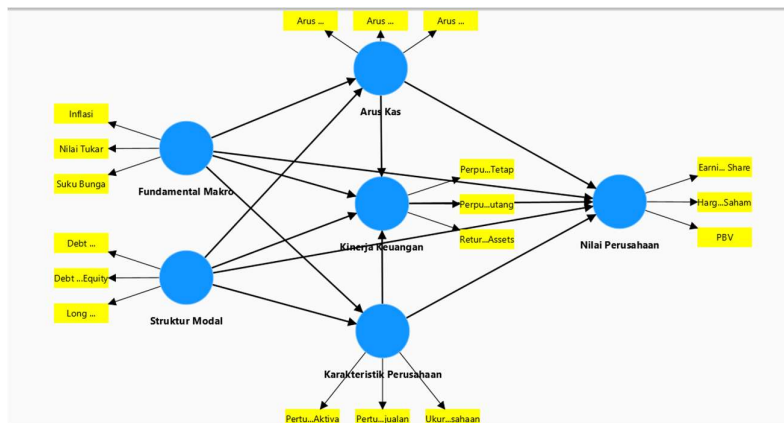 Arus ...
Arus ...
Arus ...
Arus Kas
Inflasi
Nilai Tukar
Suku Bunga
Fundamental Makro
Perpu...Tetap
Perpu...utang
Retur...Assets
Kinerja Keuangan
Earni... Share
Harg...Saham
PBV
Nilai Perusahaan
Debt ...
Debt ...Equity
Long ...
Struktur Modal
Karakteristik Perusahaan
Pertu...Aktiva
Pertu...jualan
Ukur...sahaan